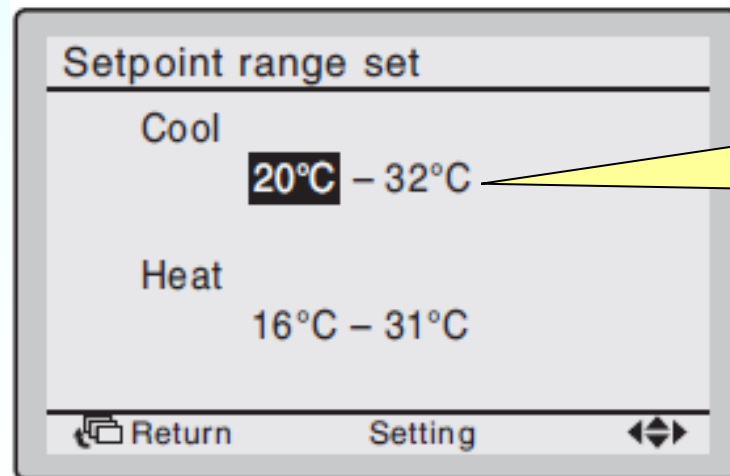 Setpoint range set
Cool
20°C – 32°C
Heat
16°C – 31°C
Return Setting